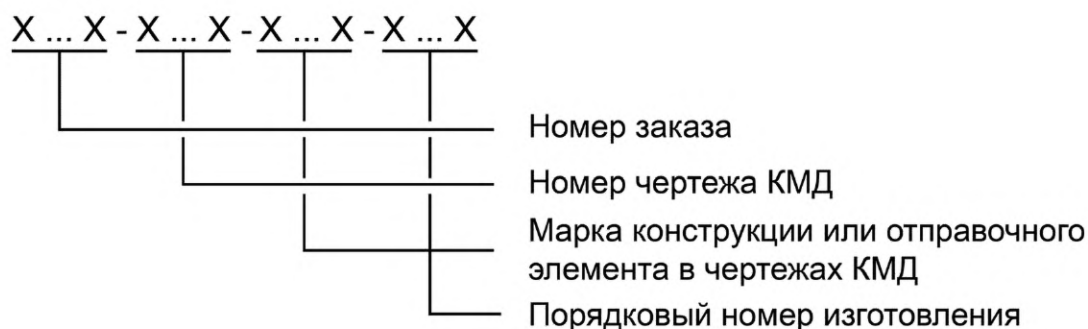 X ... X - X ... X - X ... X - X ... X
Номер заказа
Номер чертежа КМД
Марка конструкции или отправочного
элемента в чертежах КМД
Порядковый номер изготовления